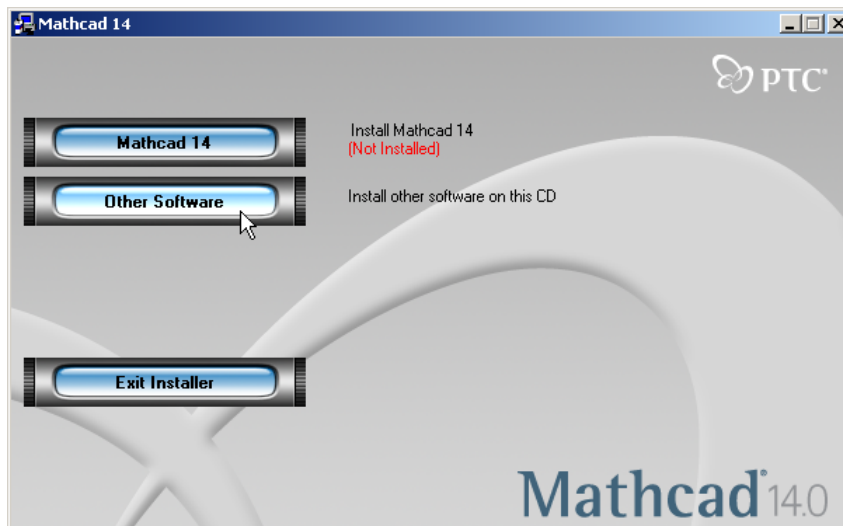 Mathcad 14
PTC®
Mathcad 14
Install Mathcad 14
(Not Installed)
Other Software
Install other software on this CD
Exit Installer
Mathcad® 14.0